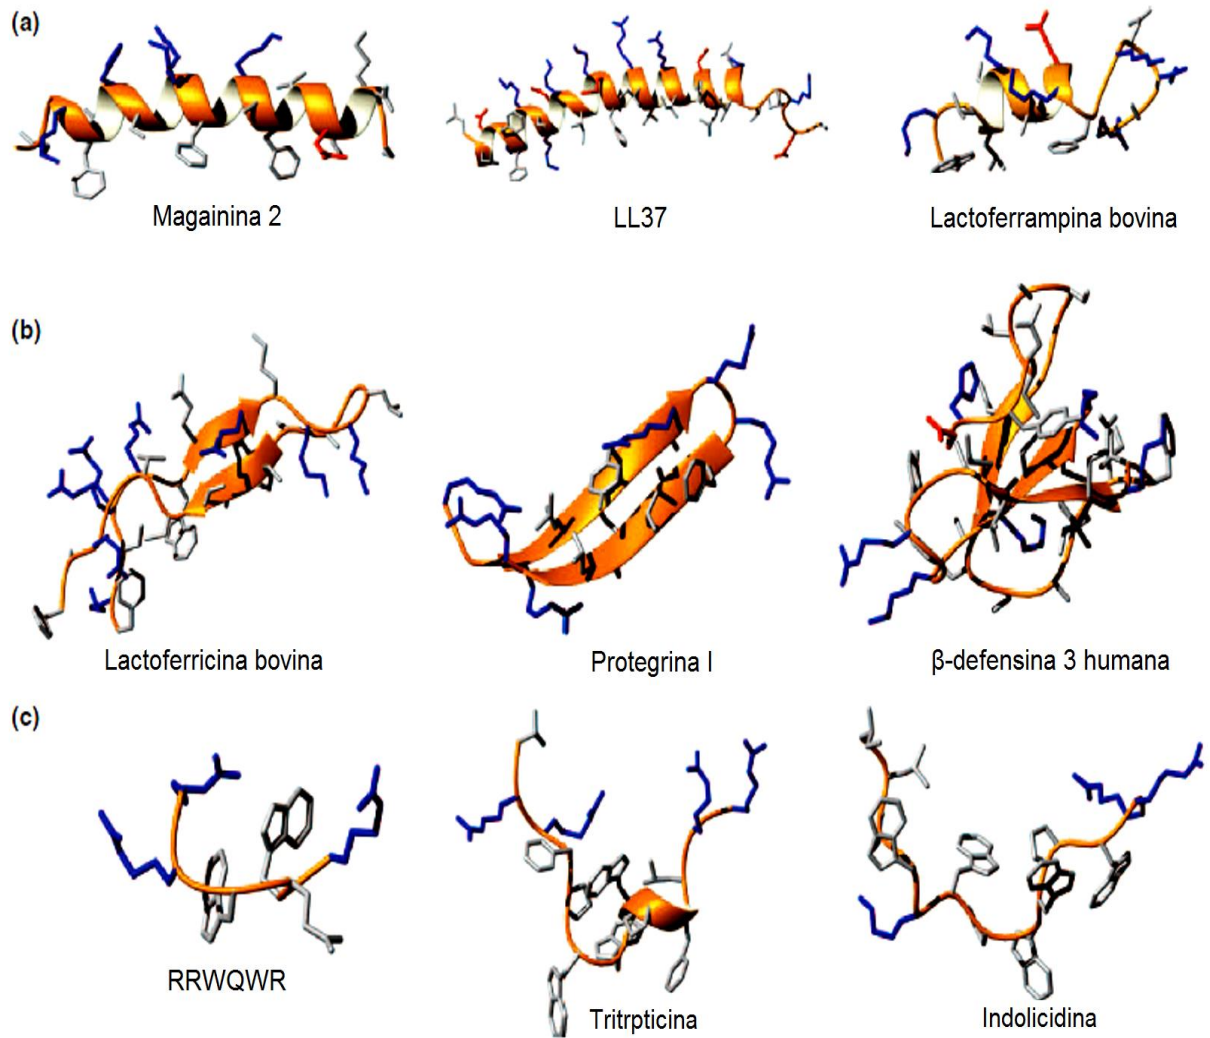 (a)
Magainina 2
LL37
Lactoferrampina bovina
(b)
Lactoferricina bovina
Protegrina I
β-defensina 3 humana
(c)
RRWQWR
Tritrpticina
Indolicidina